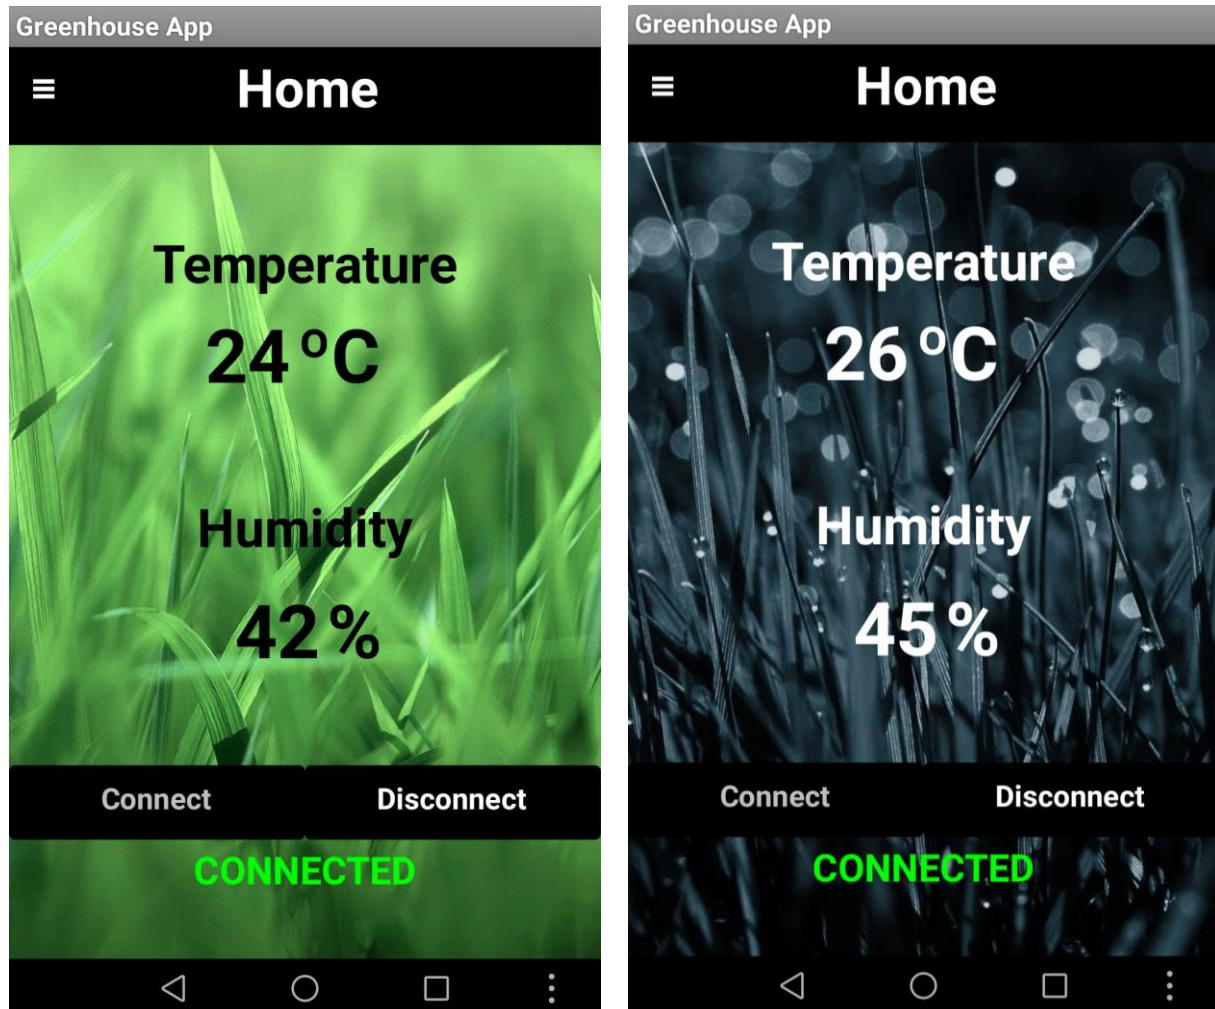 Greenhouse App
Home
Temperature
24 °C
Humidity
42 %
Connect Disconnect
CONNECTED
Greenhouse App
Home
Temperature
26 °C
Humidity
45 %
Connect Disconnect
CONNECTED